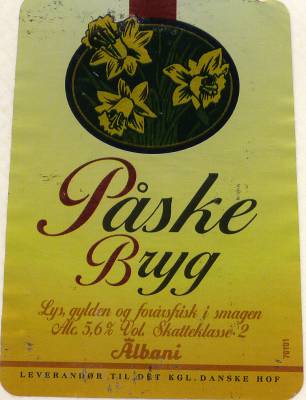 Påske
Bryg
Lys, gylden og forårsfrisk i smagen
Alc. 5,6% Vol. Skatteklasse 2
Albani
LEVERANDØR TIL DET KGL. DANSKE HOF
70101